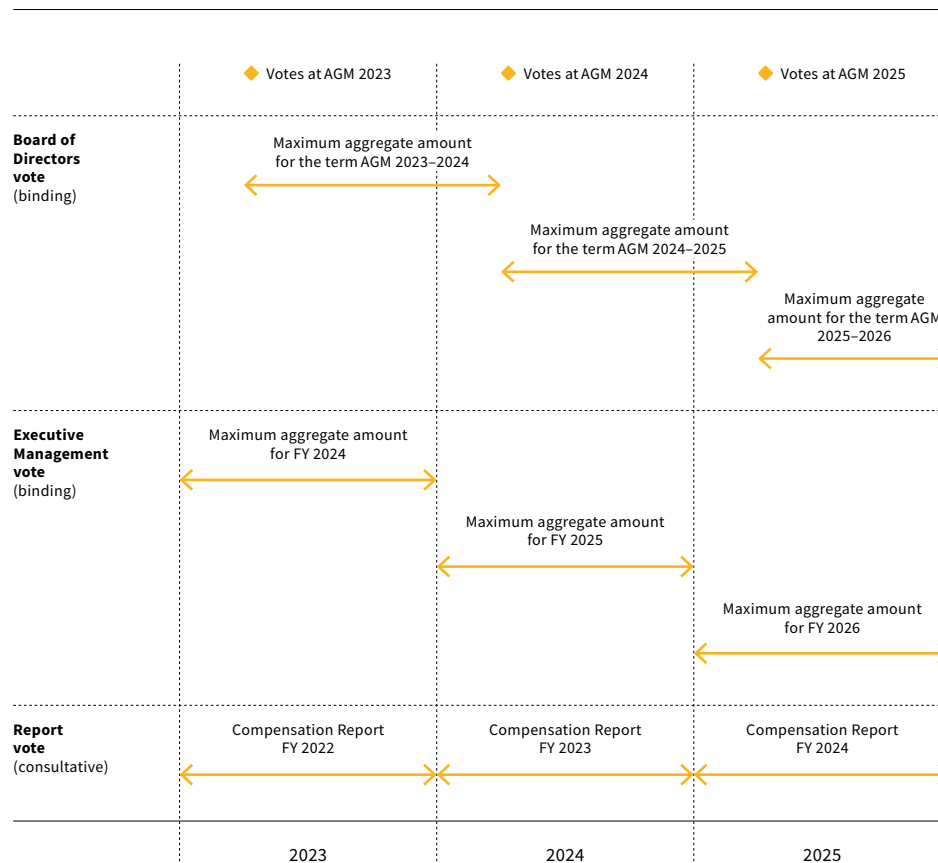 Votes at AGM 2023
Votes at AGM 2024
Votes at AGM 2025
Board of
Directors
vote
(binding)
Maximum aggregate amount
for the term AGM 2023–2024
Maximum aggregate amount
for the term AGM 2024–2025
Maximum aggregate
amount for the term AGM
2025–2026
Executive
Management
vote
(binding)
Maximum aggregate amount
for FY 2024
Maximum aggregate amount
for FY 2025
Maximum aggregate amount
for FY 2026
Report
vote
(consultative)
Compensation Report
FY 2022
Compensation Report
FY 2023
Compensation Report
FY 2024
2023
2024
2025